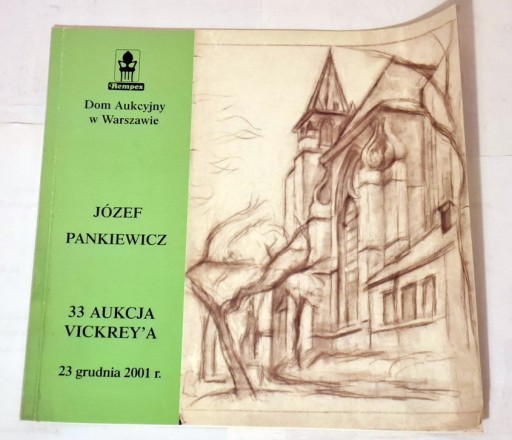 Rempex
Dom Aukcyjny
w Warszawie
JÓZEF
PANKIEWICZ
33 AUKCJA
VICKREY'A
23 grudnia 2001 r.